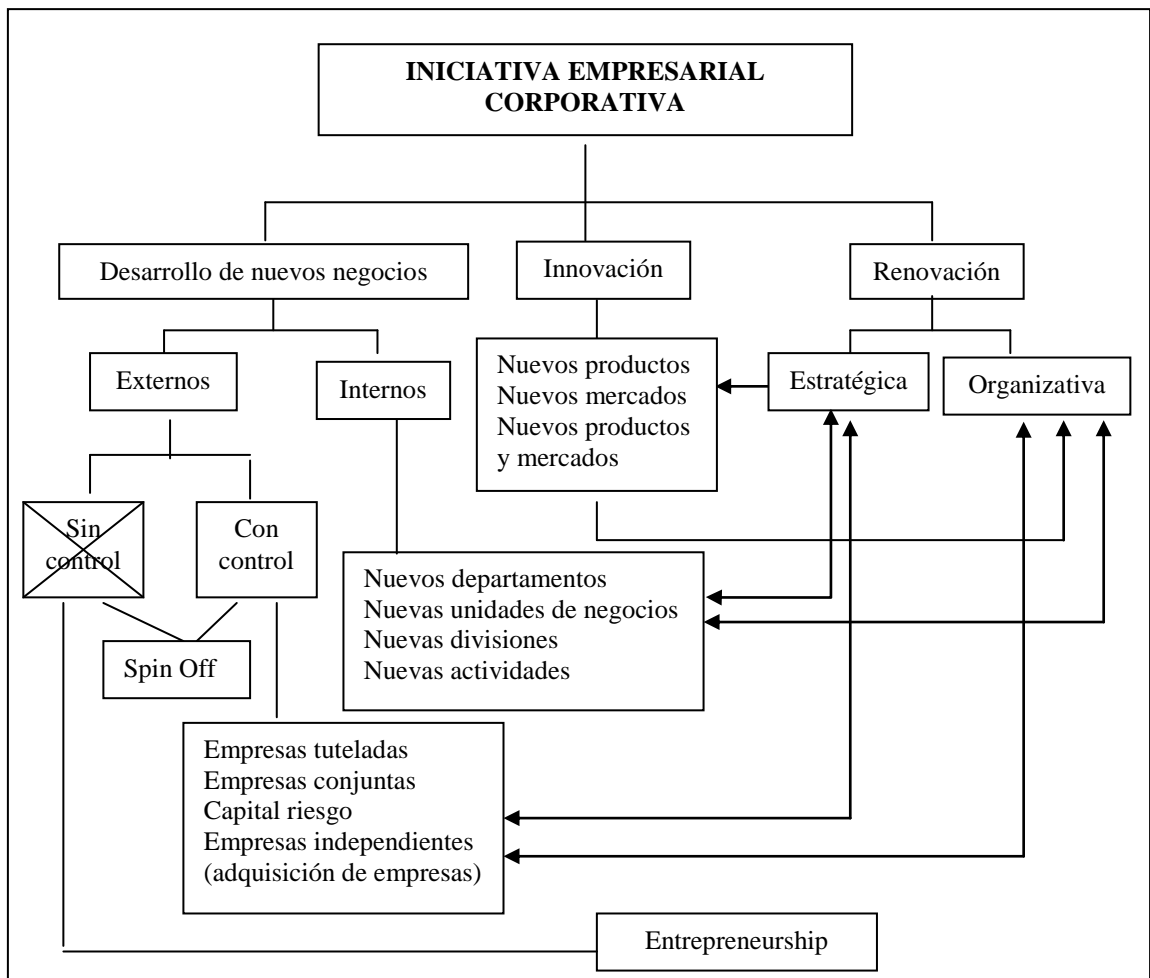 INICIATIVA EMPRESARIAL
CORPORATIVA
Desarrollo de nuevos negocios
Innovación
Renovación
Externos
Internos
Nuevos productos
Nuevos mercados
Nuevos productos
y mercados
Estratégica
Organizativa
Sin
control
Con
control
Nuevos departamentos
Nuevas unidades de negocios
Nuevas divisiones
Nuevas actividades
Spin Off
Empresas tuteladas
Empresas conjuntas
Capital riesgo
Empresas independientes
(adquisición de empresas)
Entrepreneurship